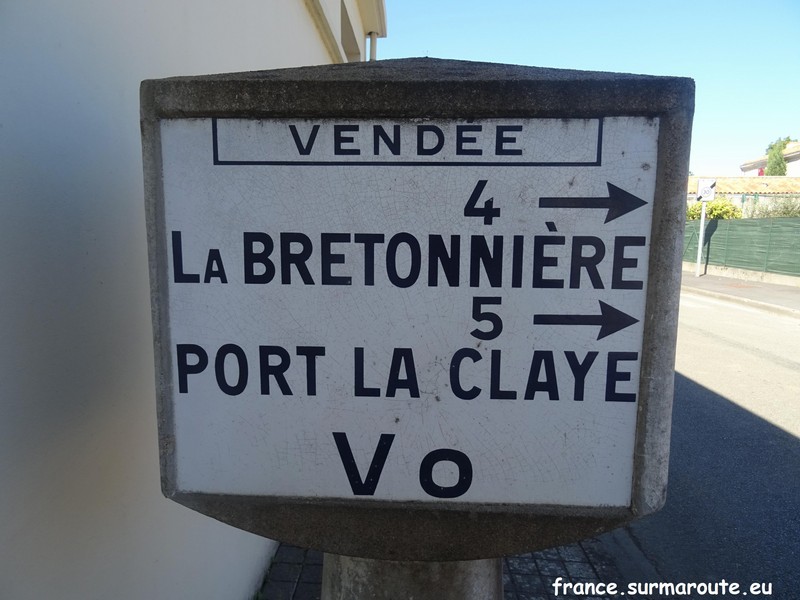 VENDÉE
4
LA BRETONNIÈRE
5
PORT LA CLAYE
Vo
france.surmaroute.eu